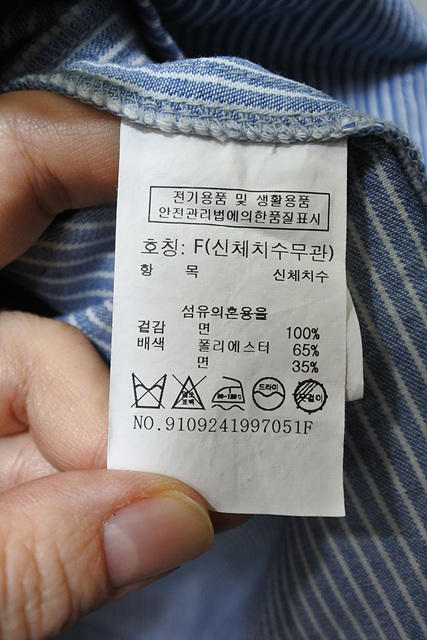 전기용품 및 생활용품
안전관리법에의한품질표시
호칭: F(신체치수무관)
항 목 신체치수
섬유의혼용율
겉감 면 100%
배색 폴리에스터 65%
면 35%
드라이
NO.9109241997051F